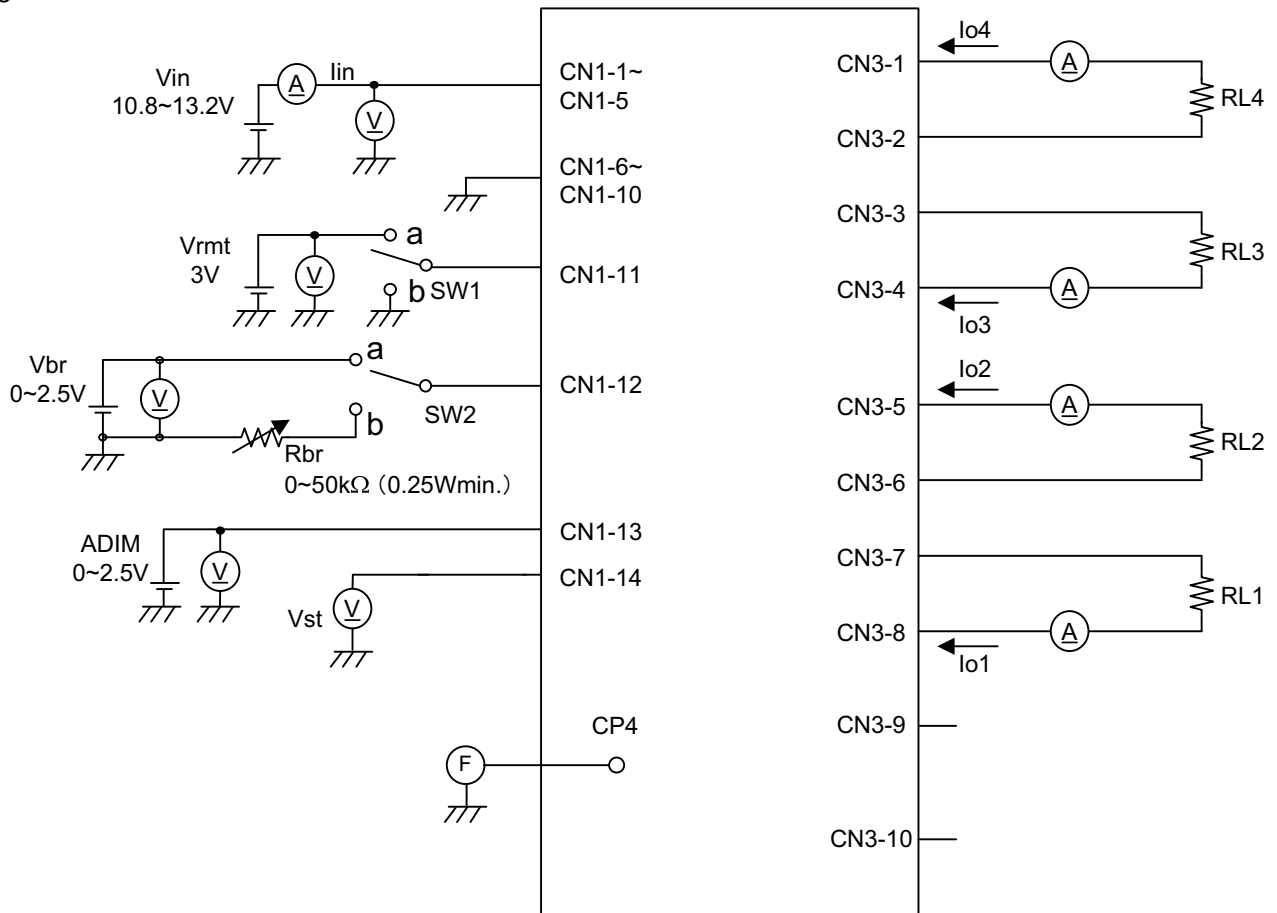 Vin
10.8~13.2V
A
Iin
V
CN1-1~
CN1-5
CN1-6~
CN1-10
Vrmt
3V
V
a
b
SW1
CN1-11
Vbr
0~2.5V
V
a
b
SW2
CN1-12
Rbr
0~50kΩ (0.25Wmin.)
ADIM
0~2.5V
V
CN1-13
CN1-14
Vst
V
F
CP4
CN3-1
Io4
A
RL4
CN3-2
CN3-3
RL3
CN3-4
A
Io3
Io2
CN3-5
A
RL2
CN3-6
CN3-7
RL1
CN3-8
A
Io1
CN3-9
CN3-10